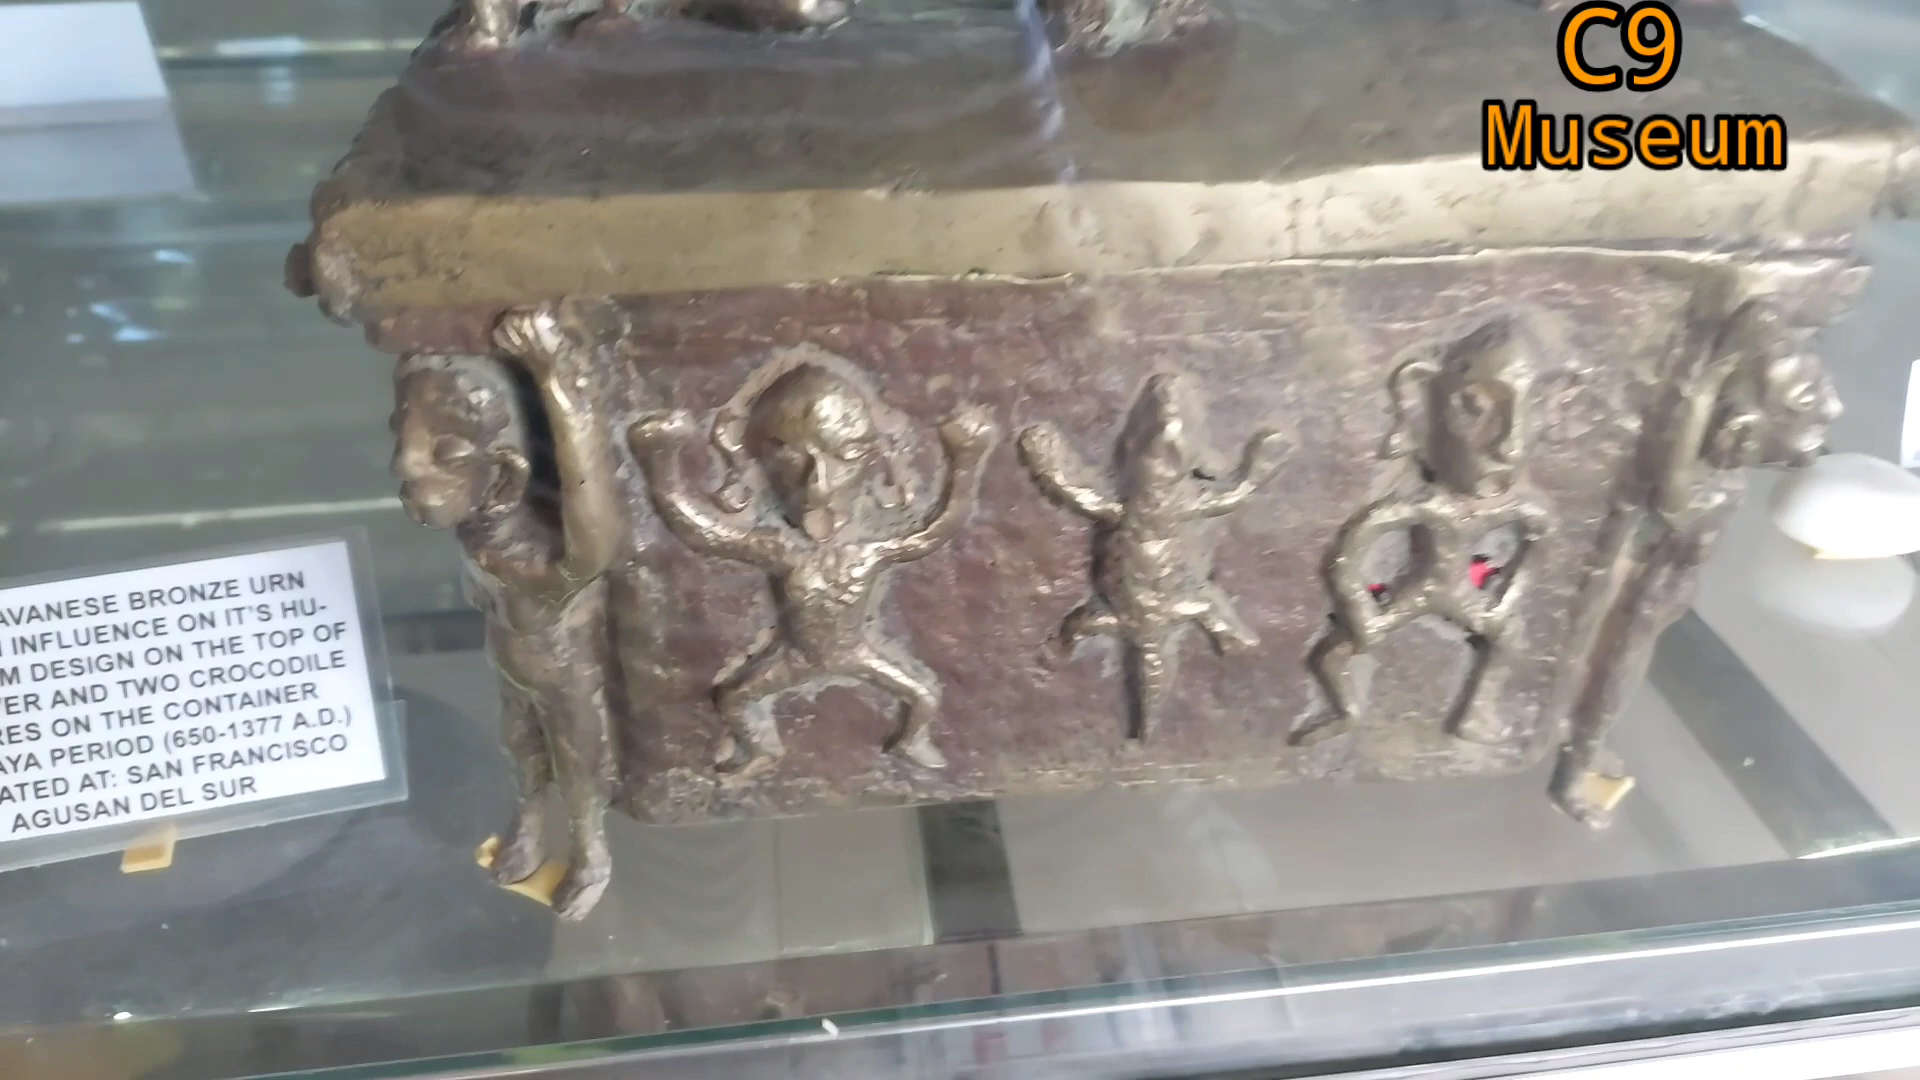 C9
Museum
AVANESE BRONZE URN
INFLUENCE ON IT'S HU-
M DESIGN ON THE TOP OF
ER AND TWO CROCODILE
RES ON THE CONTAINER
AYA PERIOD (650-1377 A.D.)
ATED AT: SAN FRANCISCO
AGUSAN DEL SUR